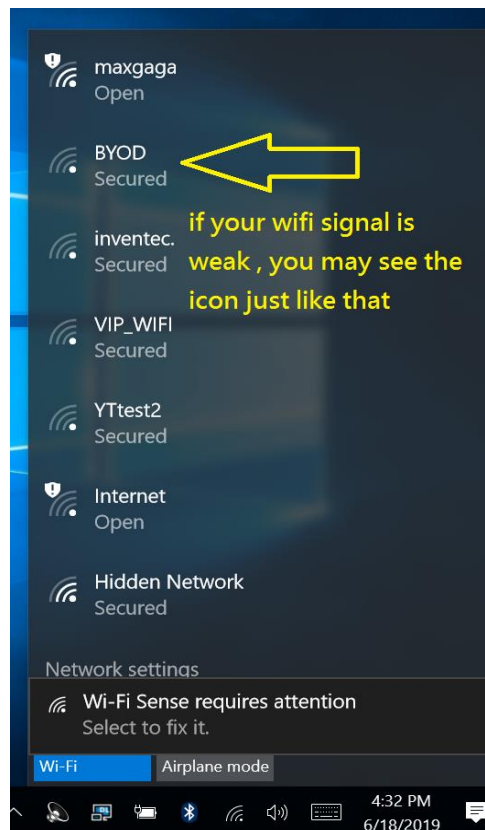 maxgaga
Open
BYOD
Secured
if your wifi signal is
weak , you may see the
icon just like that
inventec.
Secured
VIP_WIFI
Secured
YTtest2
Secured
Internet
Open
Hidden Network
Secured
Network settings
Wi-Fi Sense requires attention
Select to fix it.
Wi-Fi
Airplane mode
4:32 PM
6/18/2019